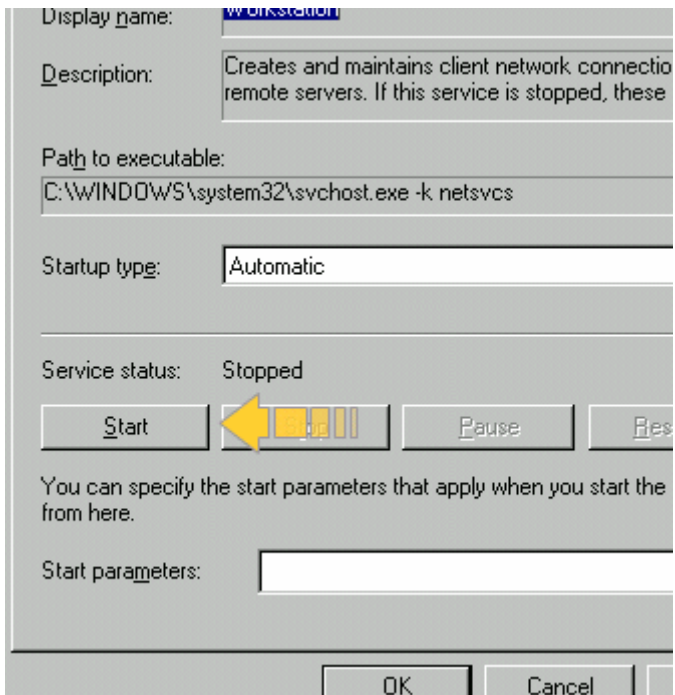 Display name: Workstation
Description: Creates and maintains client network connectio
remote servers. If this service is stopped, these
Path to executable:
C:\WINDOWS\system32\svchost.exe -k netsvcs
Startup type: Automatic
Service status: Stopped
Start Stop Pause Res
You can specify the start parameters that apply when you start the
from here.
Start parameters:
OK Cancel